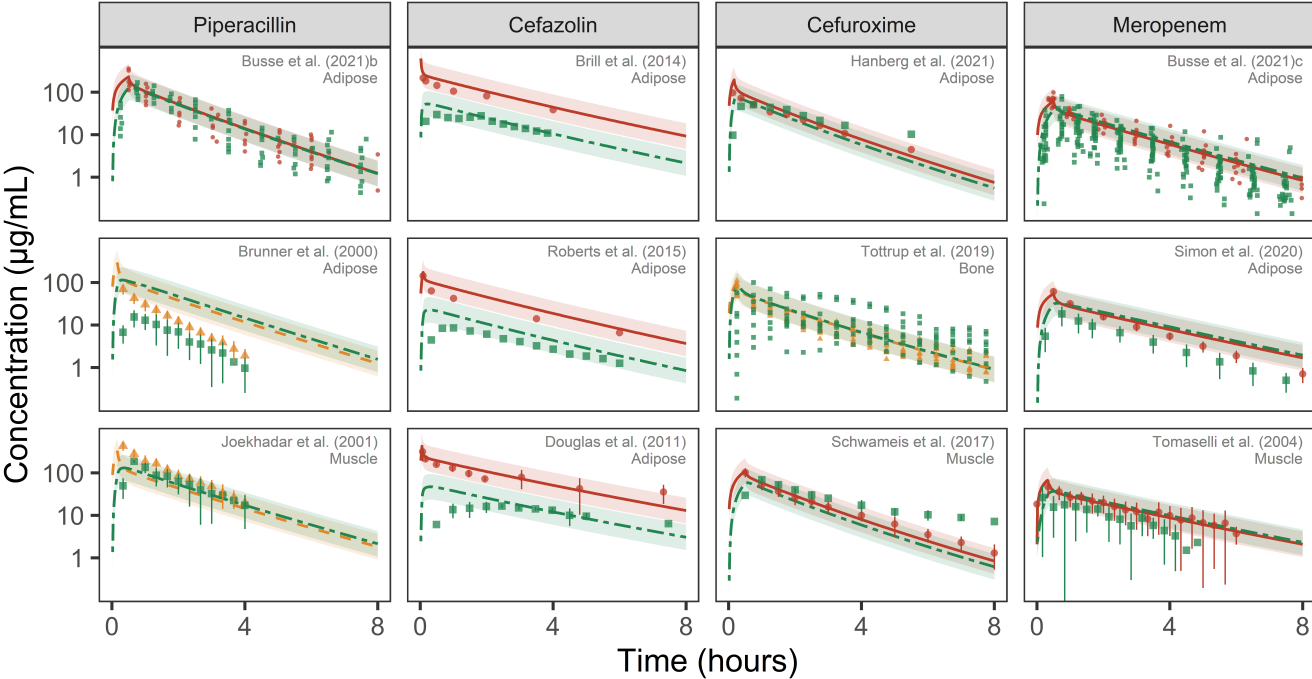 Piperacillin
Cefazolin
Cefuroxime
Meropenem
Busse et al. (2021)b
Adipose
Brill et al. (2014)
Adipose
Hanberg et al. (2021)
Adipose
Busse et al. (2021)c
Adipose
100
10
1
Brunner et al. (2000)
Adipose
Roberts et al. (2015)
Adipose
Tottrup et al. (2019)
Bone
Simon et al. (2020)
Adipose
100
10
1
Joekhadar et al. (2001)
Muscle
Douglas et al. (2011)
Adipose
Schwameis et al. (2017)
Muscle
Tomaselli et al. (2004)
Muscle
100
10
1
Concentration (μg/mL)
0 4 8
0 4 8
0 4 8
0 4 8
Time (hours)